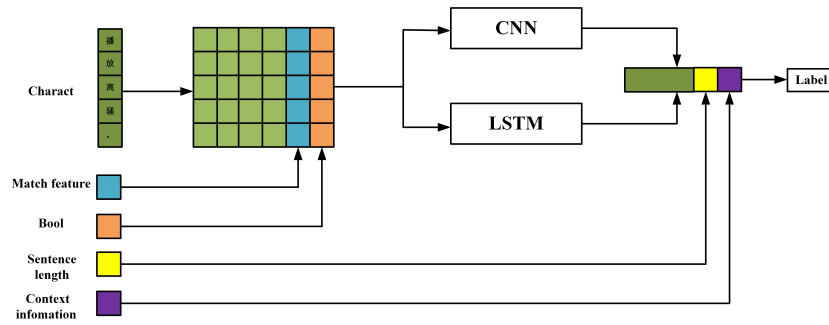 CNN
播
放
离
骚
.
Charact
Label
LSTM
Match feature
Bool
Sentence
length
Context
infomation